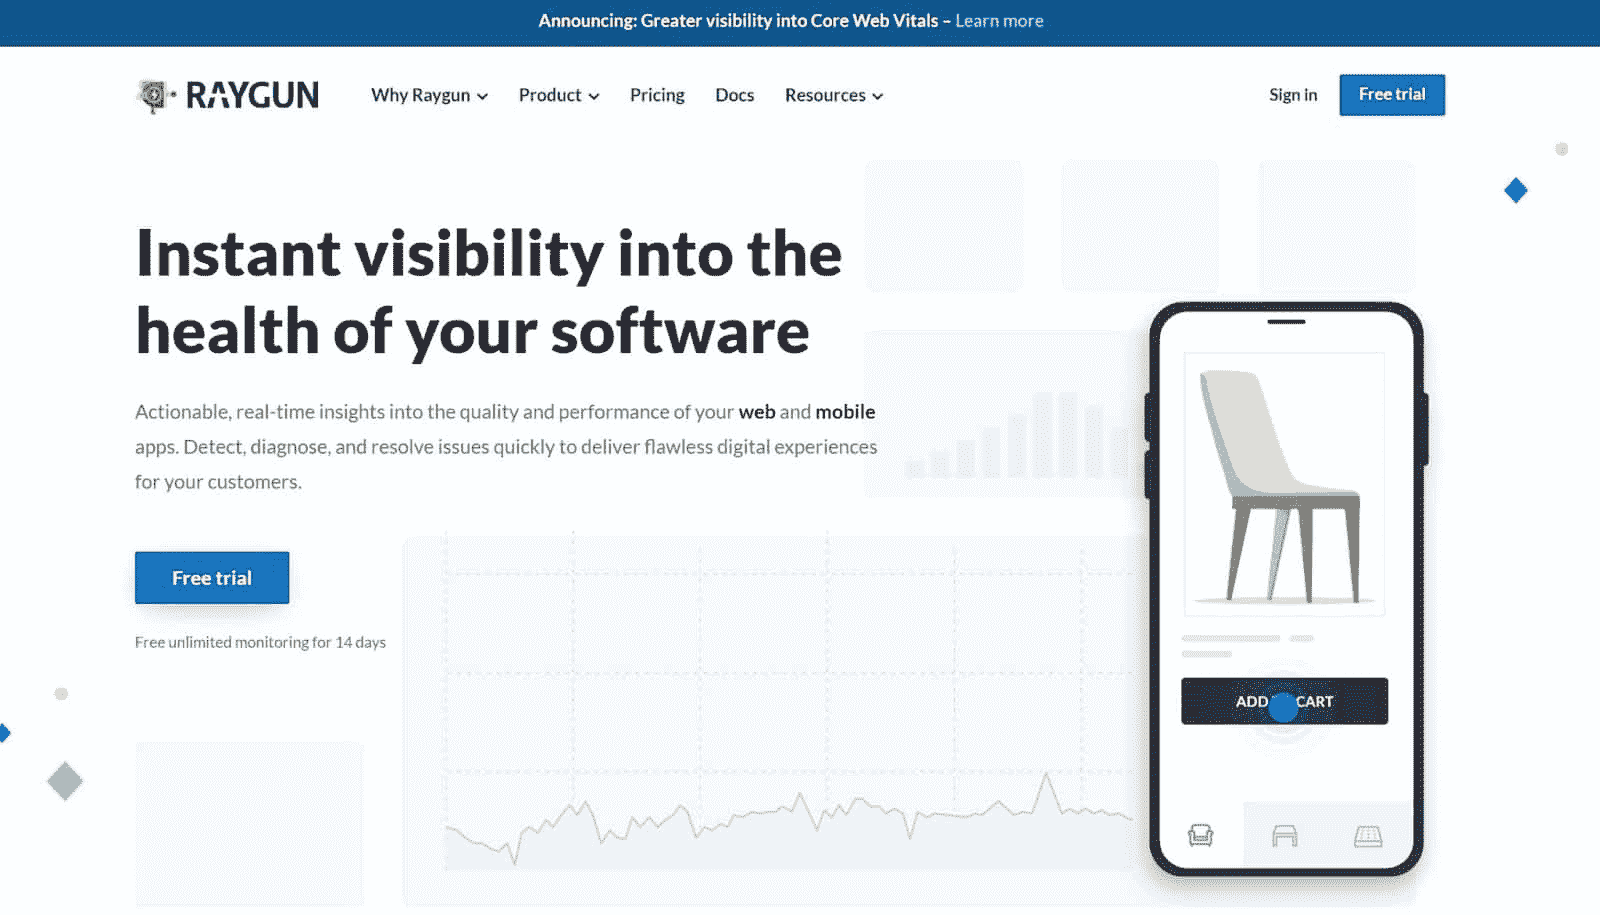 Announcing: Greater visibility into Core Web Vitals – Learn more
RAYGUN
Why Raygun
Product
Pricing
Docs
Resources
Sign in
Free trial
Instant visibility into the
health of your software
Actionable, real-time insights into the quality and performance of your web and mobile
apps. Detect, diagnose, and resolve issues quickly to deliver flawless digital experiences
for your customers.
Free trial
Free unlimited monitoring for 14 days
ADD CART